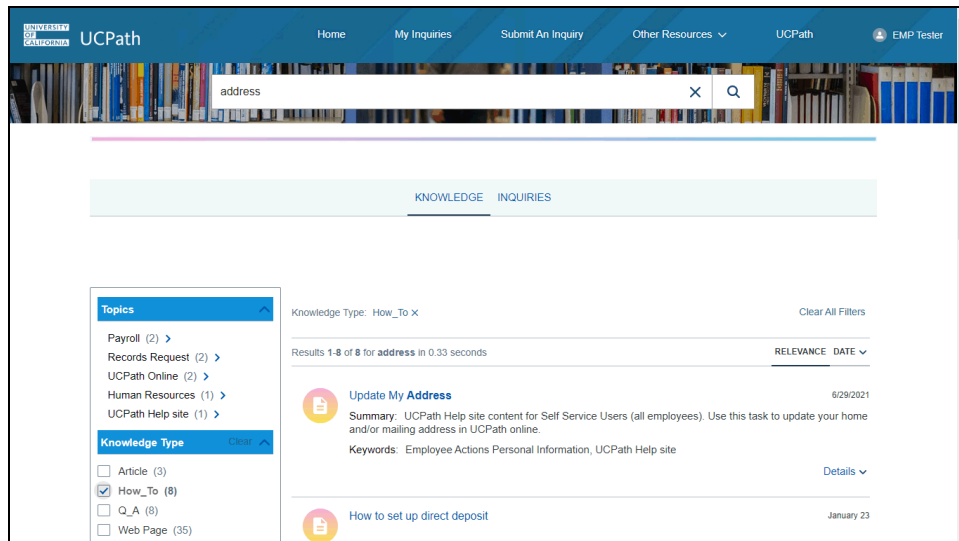 UNIVERSITY
OF
CALIFORNIA
UCPath
Home
My Inquiries
Submit An Inquiry
Other Resources
UCPath
EMP Tester
address
KNOWLEDGE
INQUIRIES
Topics
Payroll (2)
Records Request (2)
UCPath Online (2)
Human Resources (1)
UCPath Help site (1)
Knowledge Type
Clear
Article (3)
How_To (8)
Q_A (8)
Web Page (35)
Knowledge Type: How_To
Clear All Filters
Results 1-8 of 8 for address in 0.33 seconds
RELEVANCE DATE
Update My Address
6/29/2021
Summary: UCPath Help site content for Self Service Users (all employees). Use this task to update your home
and/or mailing address in UCPath online.
Keywords: Employee Actions Personal Information, UCPath Help site
Details
How to set up direct deposit
January 23